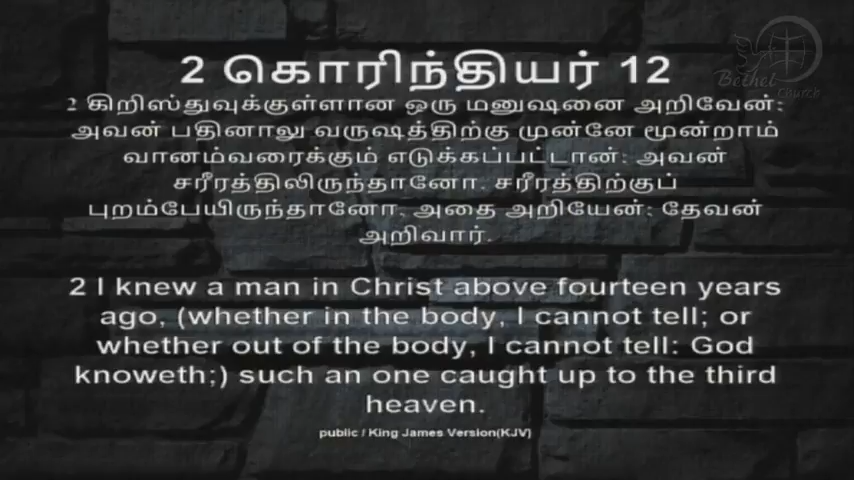 Bethel
Church
2 கொரிந்தியர் 12
2 கிறிஸ்துவுக்குள்ளான ஒரு மனுஷனை அறிவேன்;
அவன் பதினாலு வருஷத்திற்கு முன்னே மூன்றாம்
வானம்வரைக்கும் எடுக்கப்பட்டான்; அவன்
சரீரத்திலிருந்தானோ, சரீரத்திற்குப்
புறம்பேயிருந்தானோ, அதை அறியேன்; தேவன்
அறிவார்.
2 I knew a man in Christ above fourteen years
ago, (whether in the body, I cannot tell; or
whether out of the body, I cannot tell: God
knoweth;) such an one caught up to the third
heaven.
public / King James Version(KJV)